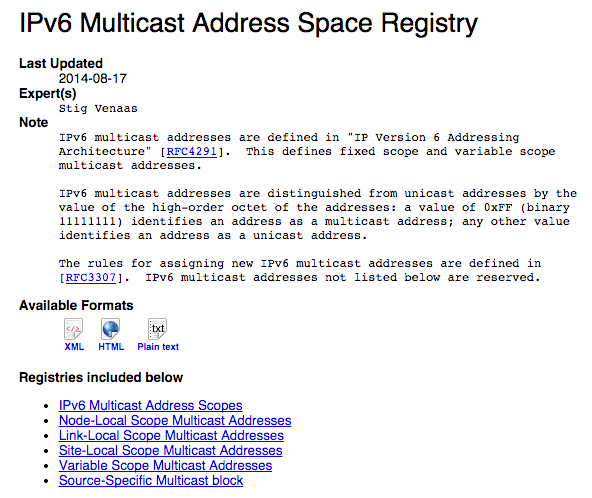 IPv6 Multicast Address Space Registry
Last Updated
2014-08-17
Expert(s)
Stig Venaas
Note
IPv6 multicast addresses are defined in "IP Version 6 Addressing
Architecture" [RFC4291].  This defines fixed scope and variable scope
multicast addresses.
IPv6 multicast addresses are distinguished from unicast addresses by the
value of the high-order octet of the addresses: a value of 0xFF (binary
11111111) identifies an address as a multicast address; any other value
identifies an address as a unicast address.
The rules for assigning new IPv6 multicast addresses are defined in
[RFC3307].  IPv6 multicast addresses not listed below are reserved.
Available Formats
</> txt
XML HTML Plain text
Registries included below
• IPv6 Multicast Address Scopes
• Node-Local Scope Multicast Addresses
• Link-Local Scope Multicast Addresses
• Site-Local Scope Multicast Addresses
• Variable Scope Multicast Addresses
• Source-Specific Multicast block